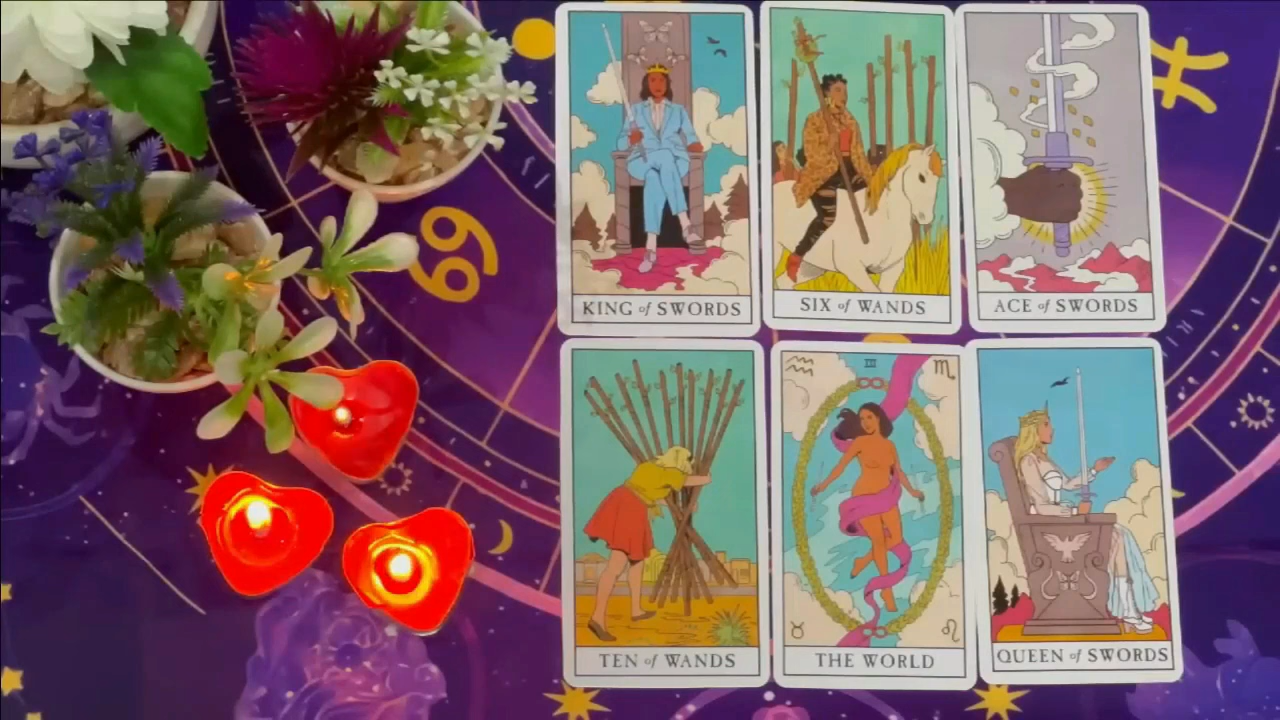 KING of SWORDS
SIX of WANDS
ACE of SWORDS
TEN of WANDS
THE WORLD
QUEEN of SWORDS